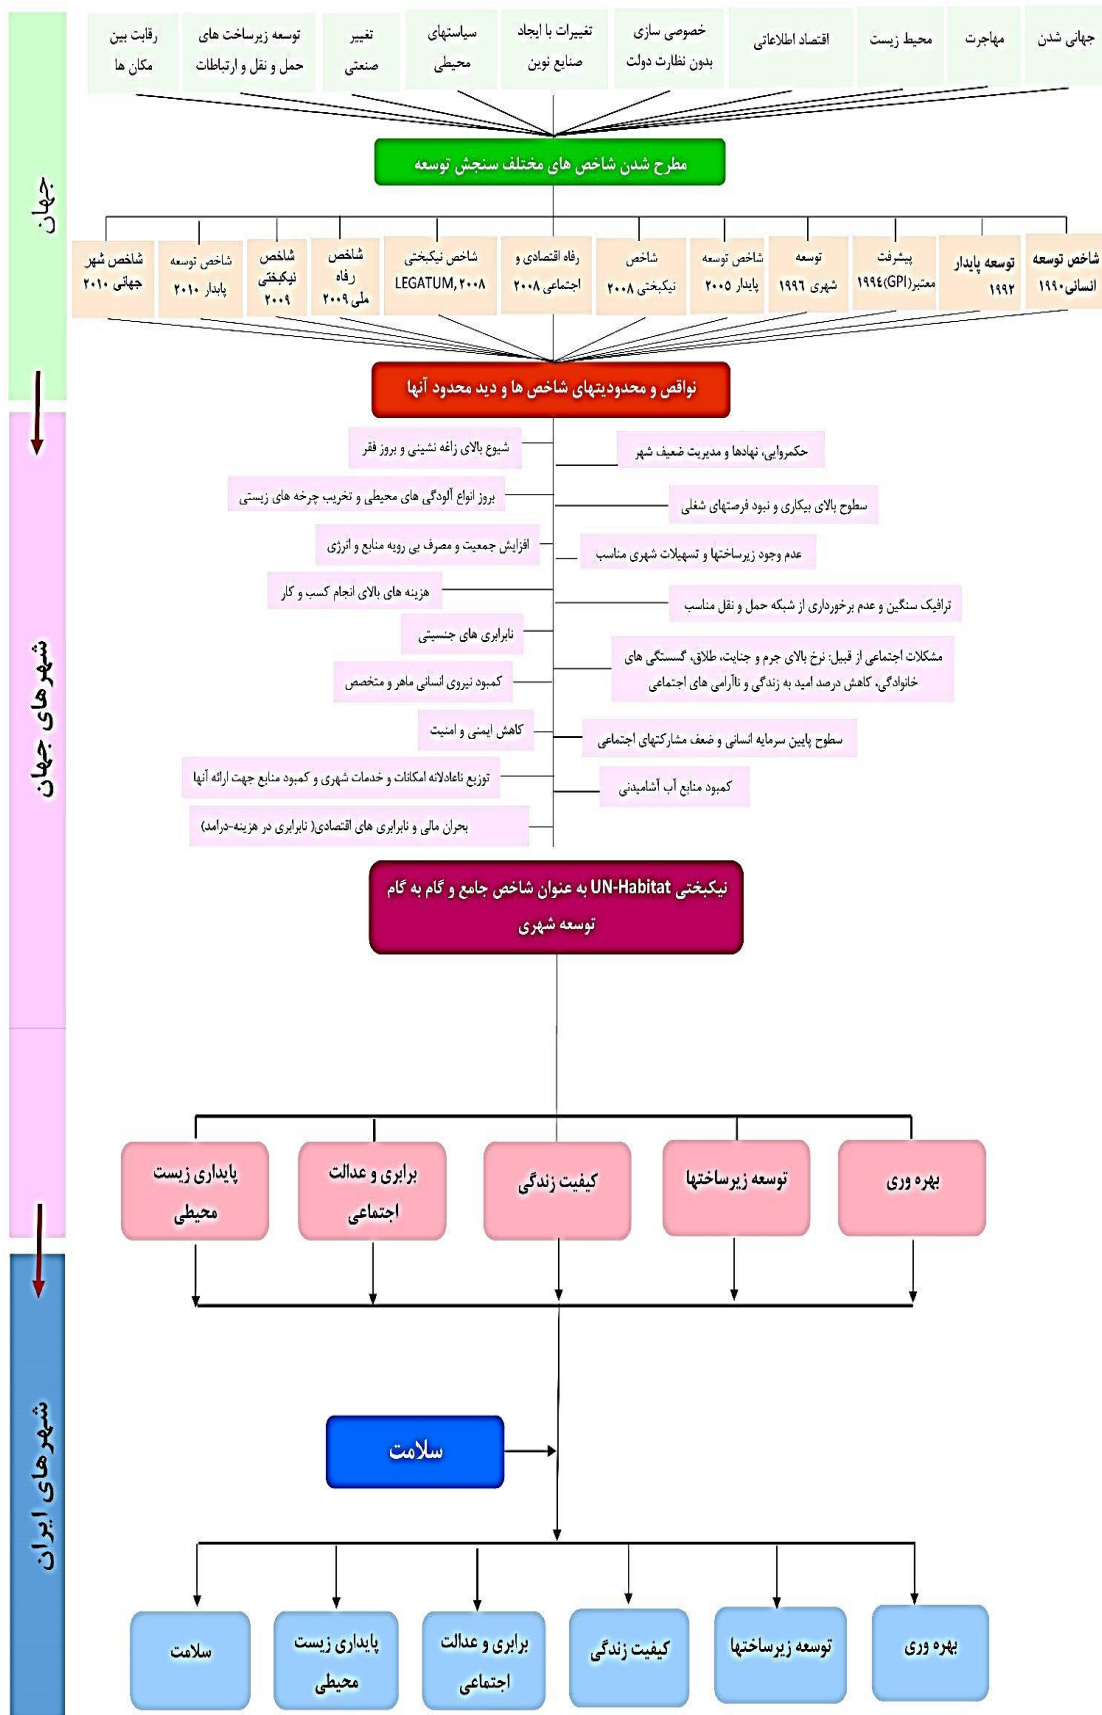 جهانی شدن
مهاجرت
محیط زیست
اقتصاد اطلاعاتی
خصوصی سازی
بدون نظارت دولت
تغییرات با ایجاد
صنایع نوین
سیاستهای
محیطی
تغییر
صنعتی
توسعه زیرساخت های
حمل و نقل و ارتباطات
رقابت بین
مکان ها
مطرح شدن شاخص های مختلف سنجش توسعه
جهان
شاخص توسعه
انسانی۱۹۹۰
توسعه پایدار
۱۹۹۲
پیشرفت
معتبر(GPI)۱۹۹٤
توسعه
شهری ۱۹۹٦
شاخص توسعه
پایدار ۲۰۰۵
شاخص
نیکبختی ۲۰۰۸
رفاه اقتصادی و
اجتماعی ۲۰۰۸
شاخص نیکبختی
LEGATUM,۲۰۰۸
شاخص
رفاه
ملی ۲۰۰۹
شاخص
نیکبختی
۲۰۰۹
شاخص توسعه
پایدار ۲۰۱۰
شاخص شهر
جهانی ۲۰۱۰
نواقص و محدودیتهای شاخص ها و دید محدود آنها
شهرهای جهان
حکمروایی، نهادها و مدیریت ضعیف شهر
شیوع بالای زاغه نشینی و بروز فقر
سطوح بالای بیکاری و نبود فرصتهای شغلی
بروز انواع آلودگی های محیطی و تخریب چرخه های زیستی
عدم وجود زیرساختها و تسهیلات شهری مناسب
افزایش جمعیت و مصرف بی رویه منابع و انرژی
ترافیک سنگین و عدم برخورداری از شبکه حمل و نقل مناسب
هزینه های بالای انجام کسب و کار
نابرابری های جنسیتی
مشکلات اجتماعی از قبیل: نرخ بالای جرم و جنایت، طلاق، گسستگی های
خانوادگی، کاهش درصد امید به زندگی و ناآرامی های اجتماعی
کمبود نیروی انسانی ماهر و متخصص
سطوح پایین سرمایه انسانی و ضعف مشارکتهای اجتماعی
کاهش ایمنی و امنیت
کمبود منابع آب آشامیدنی
توزیع ناعادلانه امکانات و خدمات شهری و کمبود منابع جهت ارائه آنها
بحران مالی و نابرابری های اقتصادی( نابرابری در هزینه-درامد)
نیکبختی UN-Habitat به عنوان شاخص جامع و گام به گام
توسعه شهری
بهره وری
توسعه زیرساختها
کیفیت زندگی
برابری و عدالت
اجتماعی
پایداری زیست
محیطی
شهرهای ایران
سلامت
بهره وری
توسعه زیرساختها
کیفیت زندگی
برابری و عدالت
اجتماعی
پایداری زیست
محیطی
سلامت